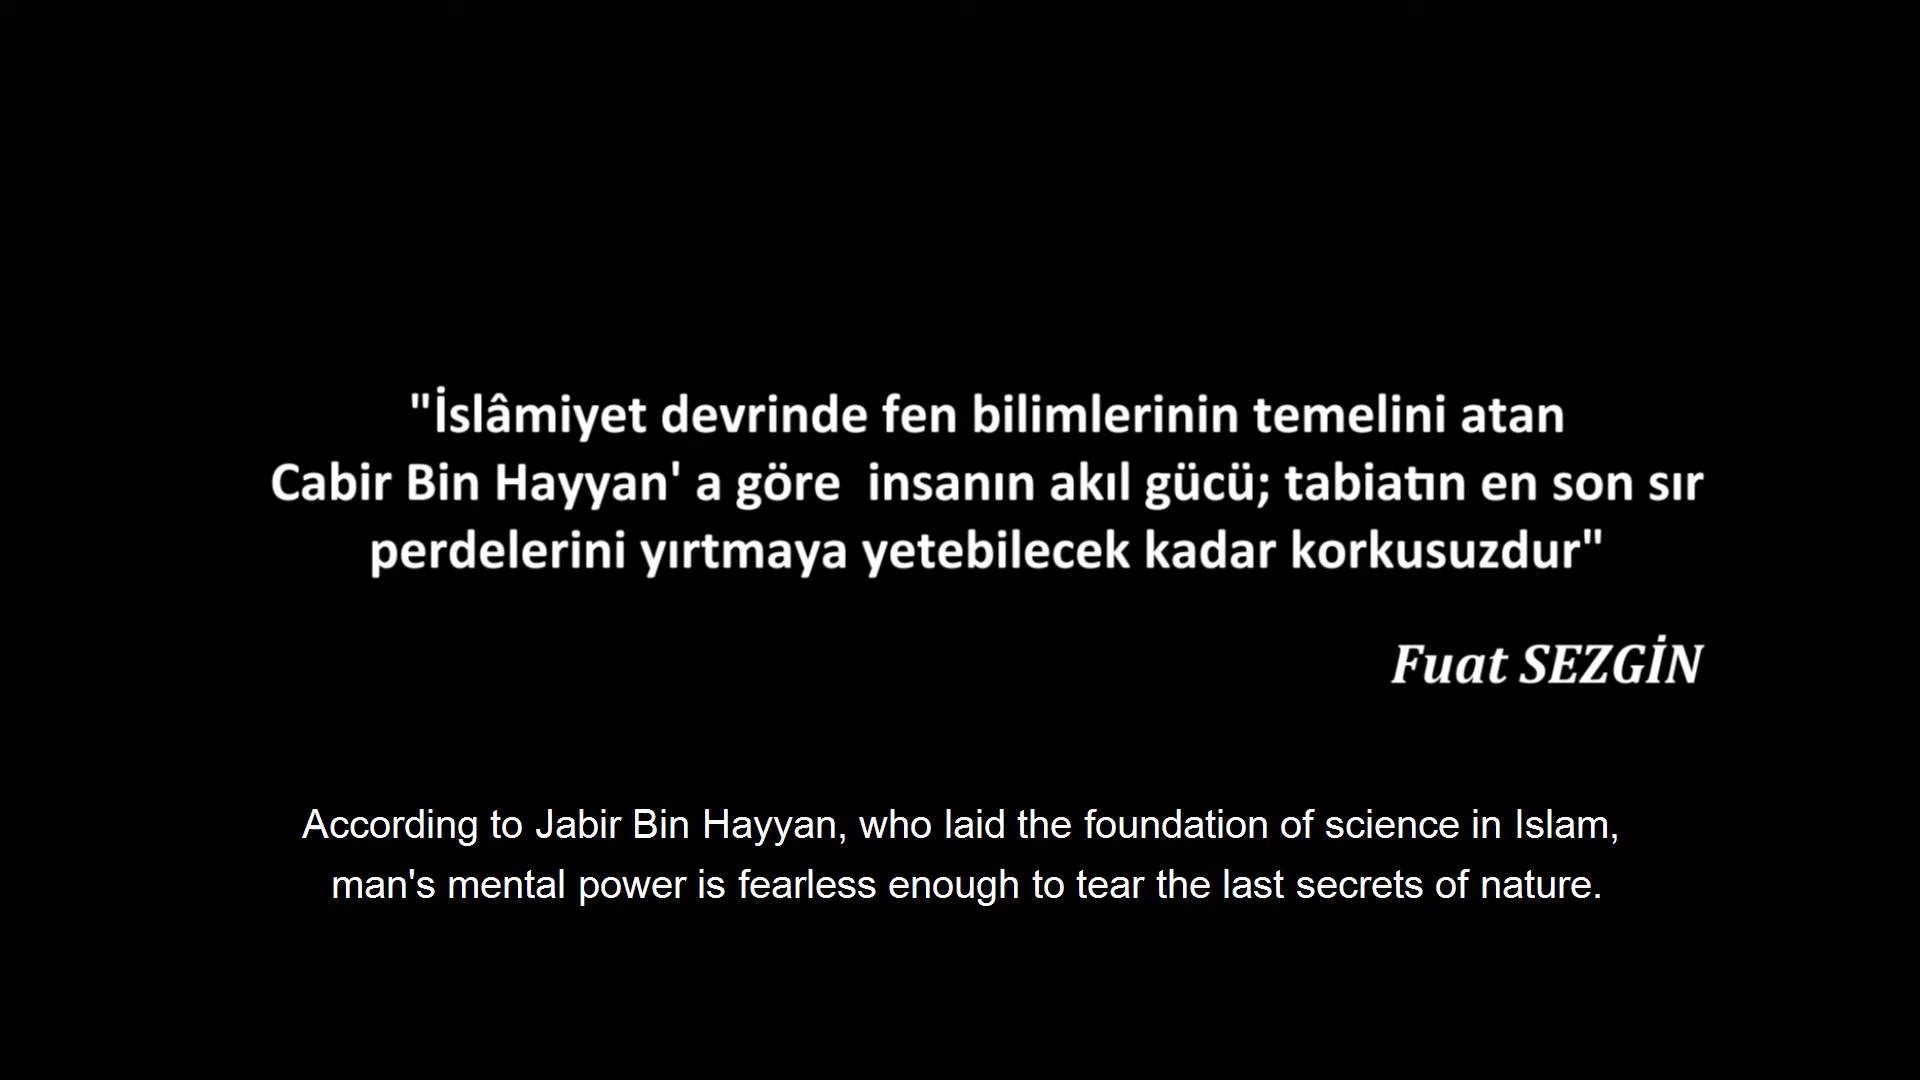 "İslâmiyet devrinde fen bilimlerinin temelini atan
Cabir Bin Hayyan' a göre  insanın akıl gücü; tabiatın en son sır
perdelerini yırtmaya yetebilecek kadar korkusuzdur"
Fuat SEZGİN
According to Jabir Bin Hayyan, who laid the foundation of science in Islam,
man's mental power is fearless enough to tear the last secrets of nature.